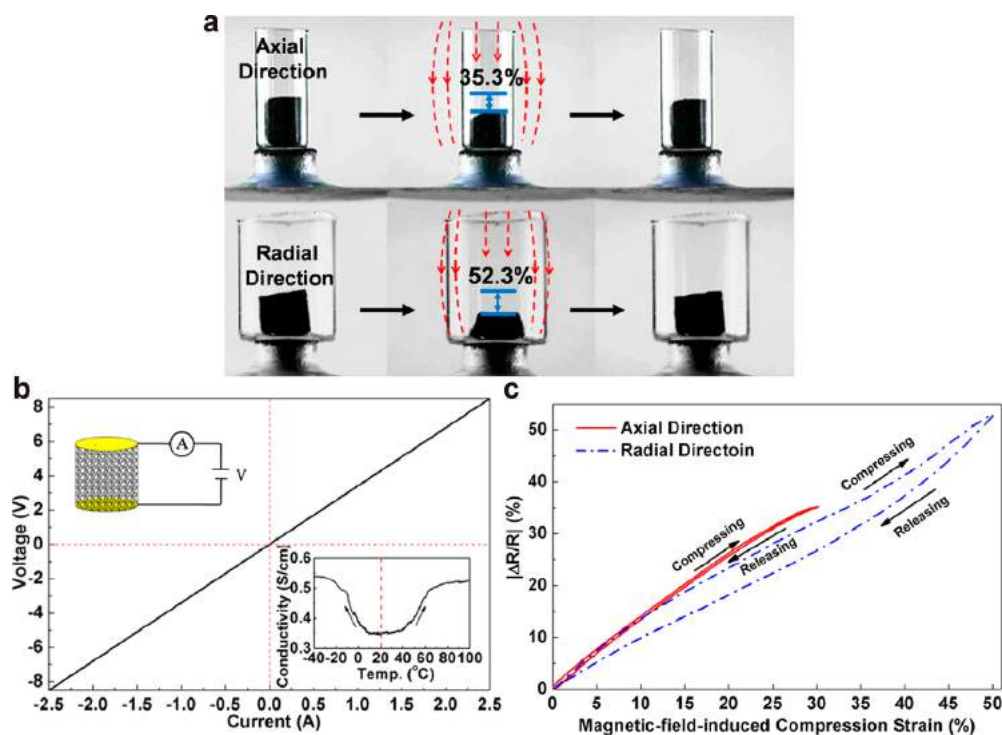 a
Axial
Direction
35.3%
Radial
Direction
52.3%
b
8
6
4
2
0
-2
-4
-6
-8
Voltage (V)
A
V
-2.5 -2.0 -1.5 -1.0 -0.5 0.0 0.5 1.0 1.5 2.0 2.5
Current (A)
Conductivity (S/cm)
0.6
0.5
0.4
0.3
-40 -20 0 20 40 60 80 100
Temp. (°C)
c
Axial Direction
Radial Directoin
Compressing
Releasing
Compressing
Releasing
50
40
30
20
10
0
|ΔR/R| (%)
0 5 10 15 20 25 30 35 40 45 50
Magnetic-field-induced Compression Strain (%)